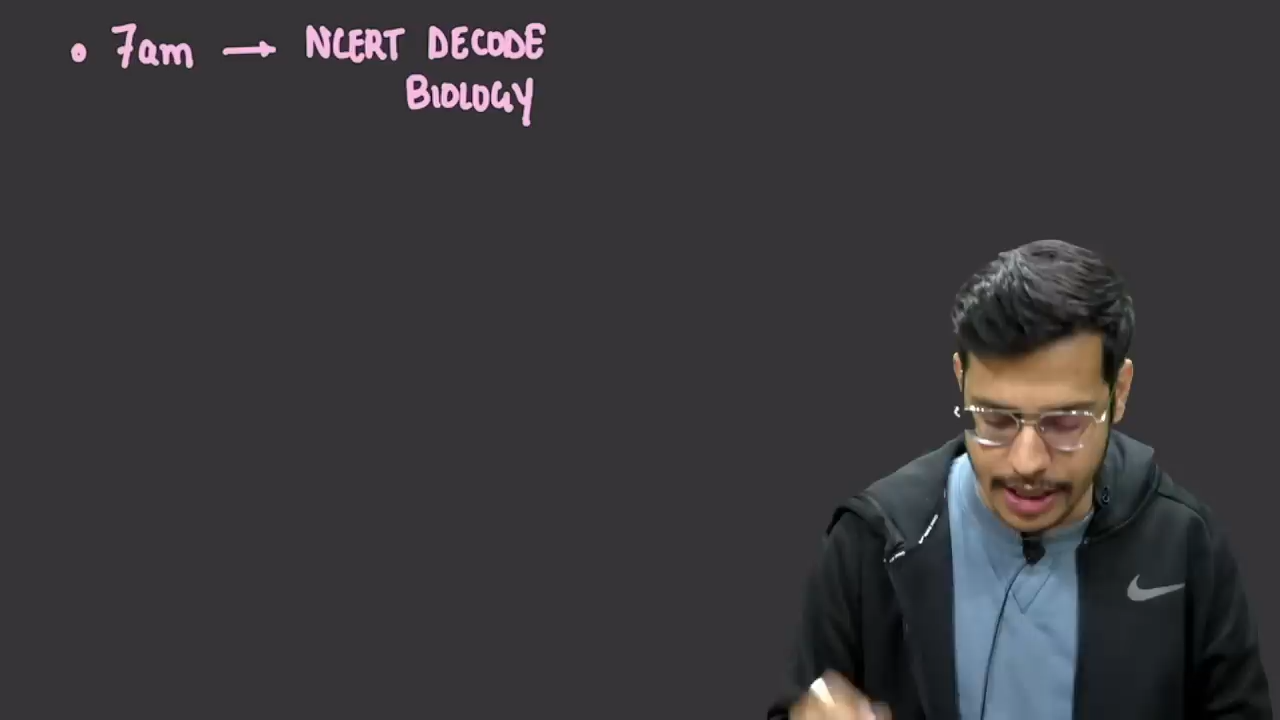 • 7am → NCERT DECODE
BIOLOGY